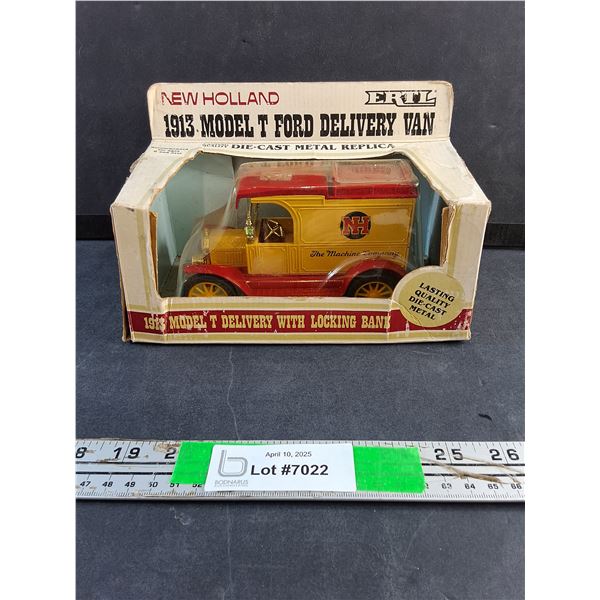 NEW HOLLAND ERTL
1913 MODEL T FORD DELIVERY VAN
DIE-CAST METAL REPLICA
NH
The Machine Company
LASTING
QUALITY
DIE-CAST
METAL
1913 MODEL T DELIVERY WITH LOCKING BANK
8 19 2 25 26
April 10, 2025
b Lot #7022
BODNARUS
47 48 49 50 51 52 63 64 65 66